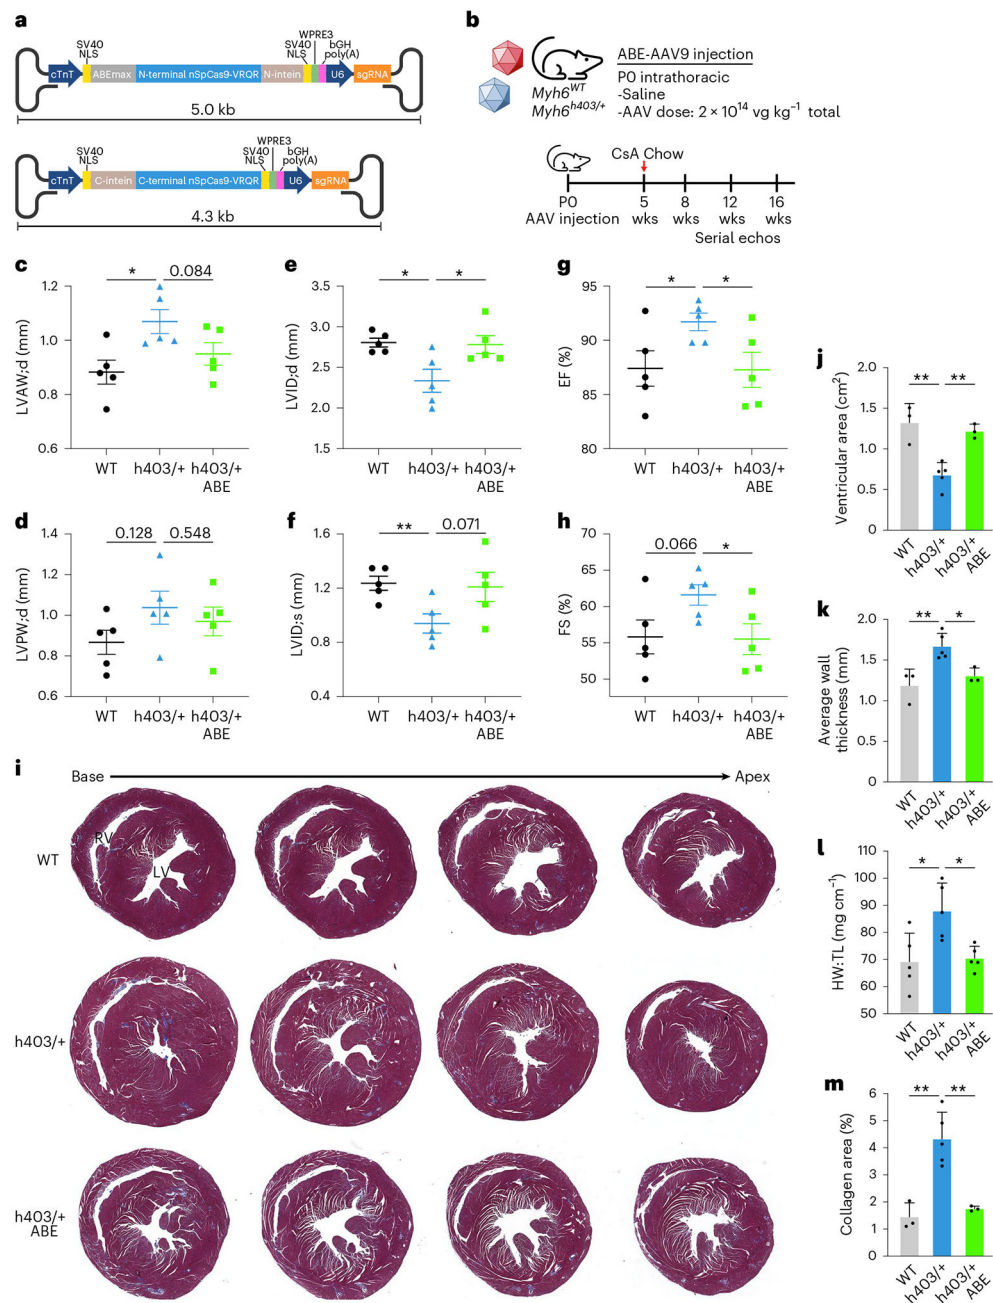 a
SV40
NLS
WPRE3
SV40
NLS
bGH
poly(A)
cTnT
ABEmax
N-terminal nSpCas9-VRQR
N-intein
U6
sgRNA
5.0 kb
SV40
NLS
WPRE3
SV40
NLS
bGH
poly(A)
cTnT
C-intein
C-terminal nSpCas9-VRQR
U6
sgRNA
4.3 kb
b
ABE-AAV9 injection
P0 intrathoracic
-Saline
-AAV dose: 2 × 10¹⁴ vg kg⁻¹ total
Myh6ᵂᵀ
Myh6ʰ⁴⁰³/⁺
CsA Chow
P0
AAV injection
5
wks
8
wks
12
wks
16
wks
Serial echos
c
LVAW;d (mm)
1.2
1.0
0.8
0.6
*
0.084
WT
h403/+
h403/+
ABE
e
LVID;d (mm)
3.5
3.0
2.5
2.0
1.5
*
*
WT
h403/+
h403/+
ABE
g
EF (%)
95
90
85
80
*
*
WT
h403/+
h403/+
ABE
d
LVPW;d (mm)
1.4
1.2
1.0
0.8
0.6
0.128
0.548
WT
h403/+
h403/+
ABE
f
LVID;s (mm)
1.6
1.2
0.8
0.4
**
0.071
WT
h403/+
h403/+
ABE
h
FS (%)
70
65
60
55
50
0.066
*
WT
h403/+
h403/+
ABE
i
Base
Apex
WT
RV
LV
h403/+
h403/+
ABE
j
Ventricular area (cm²)
2.0
1.5
1.0
0.5
0
**
**
WT
h403/+
h403/+
ABE
k
Average wall
thickness (mm)
2.0
1.5
1.0
0.5
0
**
*
WT
h403/+
h403/+
ABE
l
HW:TL (mg cm⁻¹)
110
100
90
80
70
60
50
*
*
WT
h403/+
h403/+
ABE
m
Collagen area (%)
6
5
4
3
2
1
0
**
**
WT
h403/+
h403/+
ABE